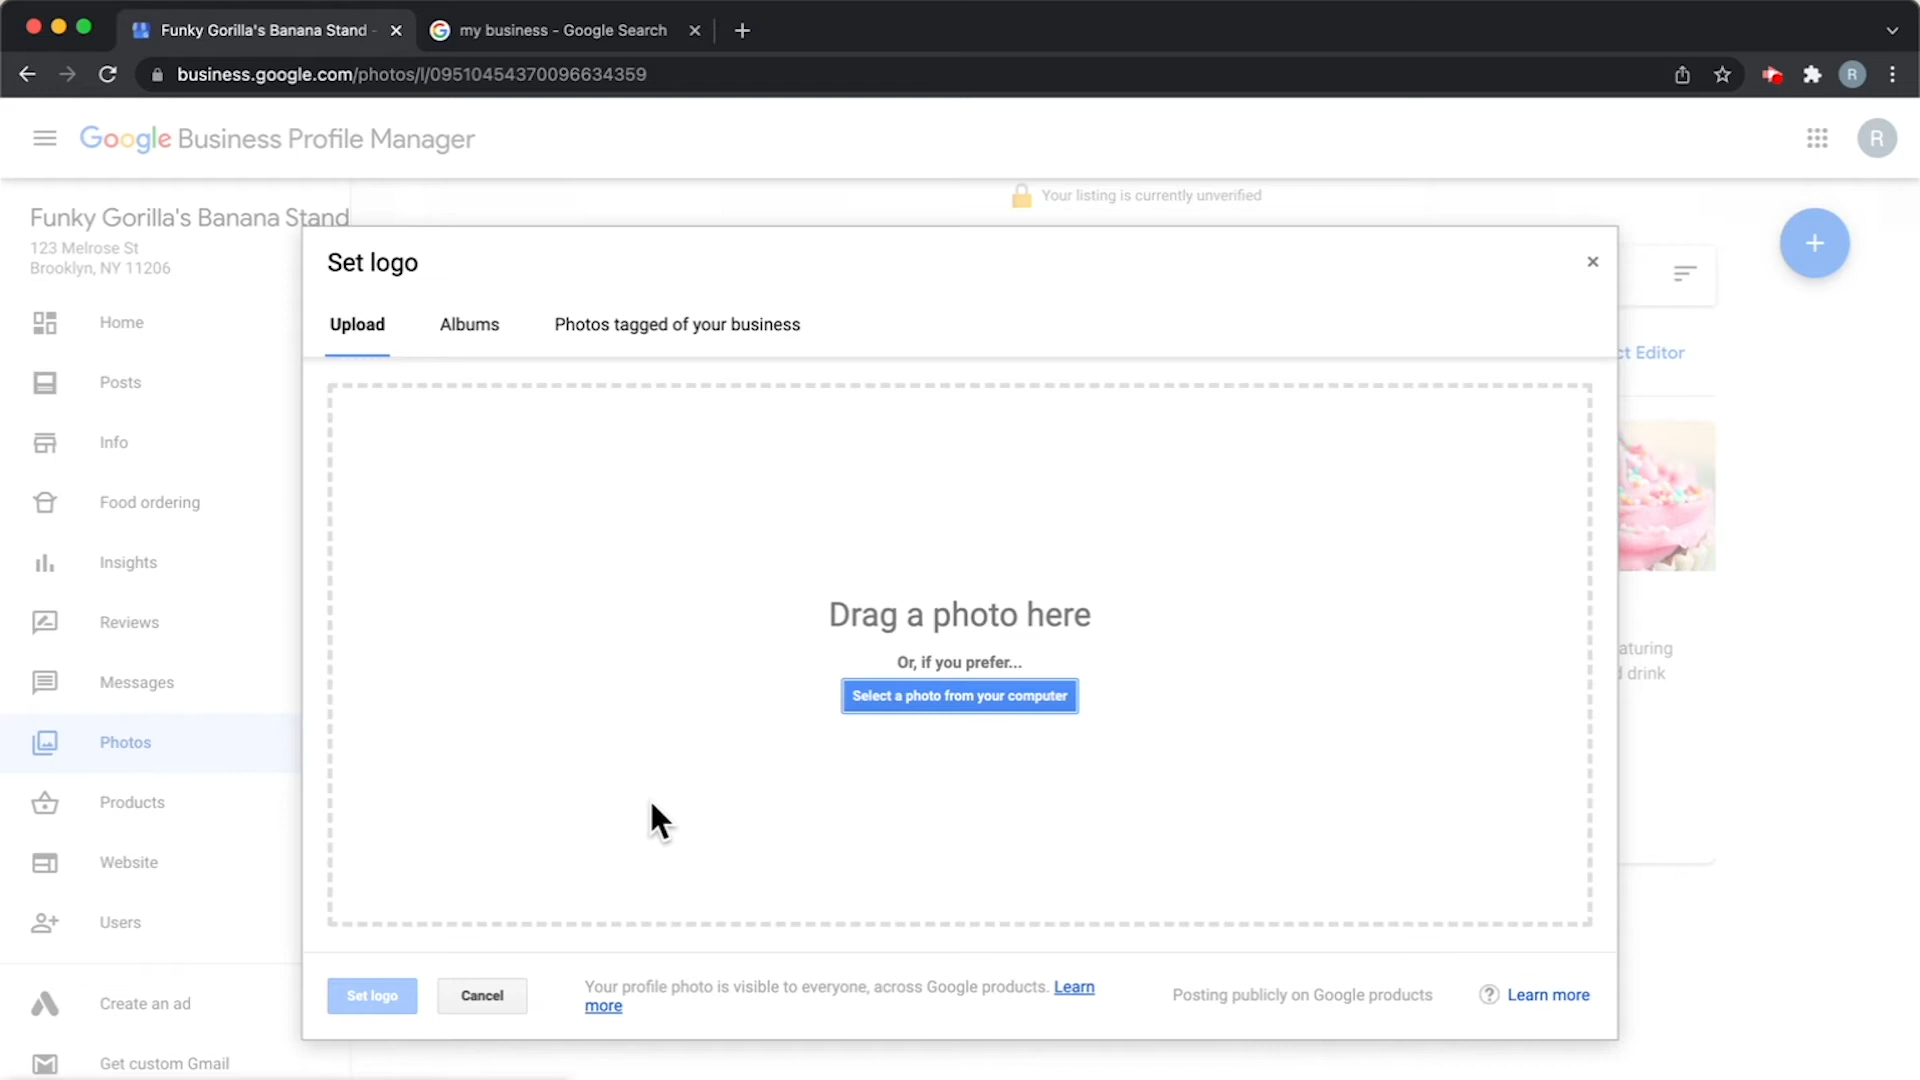 Funky Gorilla's Banana Stand -
my business - Google Search
business.google.com/photos/l/09510454370096634359
R
Google Business Profile Manager
R
Your listing is currently unverified
Funky Gorilla's Banana Stand
123 Melrose St
Brooklyn, NY 11206
Set logo
Upload
Albums
Photos tagged of your business
ct Editor
Home
Posts
Info
Food ordering
Insights
Reviews
Messages
Photos
Products
Website
Users
Create an ad
Get custom Gmail
Drag a photo here
Or, if you prefer...
Select a photo from your computer
aturing
drink
Set logo
Cancel
Your profile photo is visible to everyone, across Google products. Learn
more
Posting publicly on Google products
Learn more